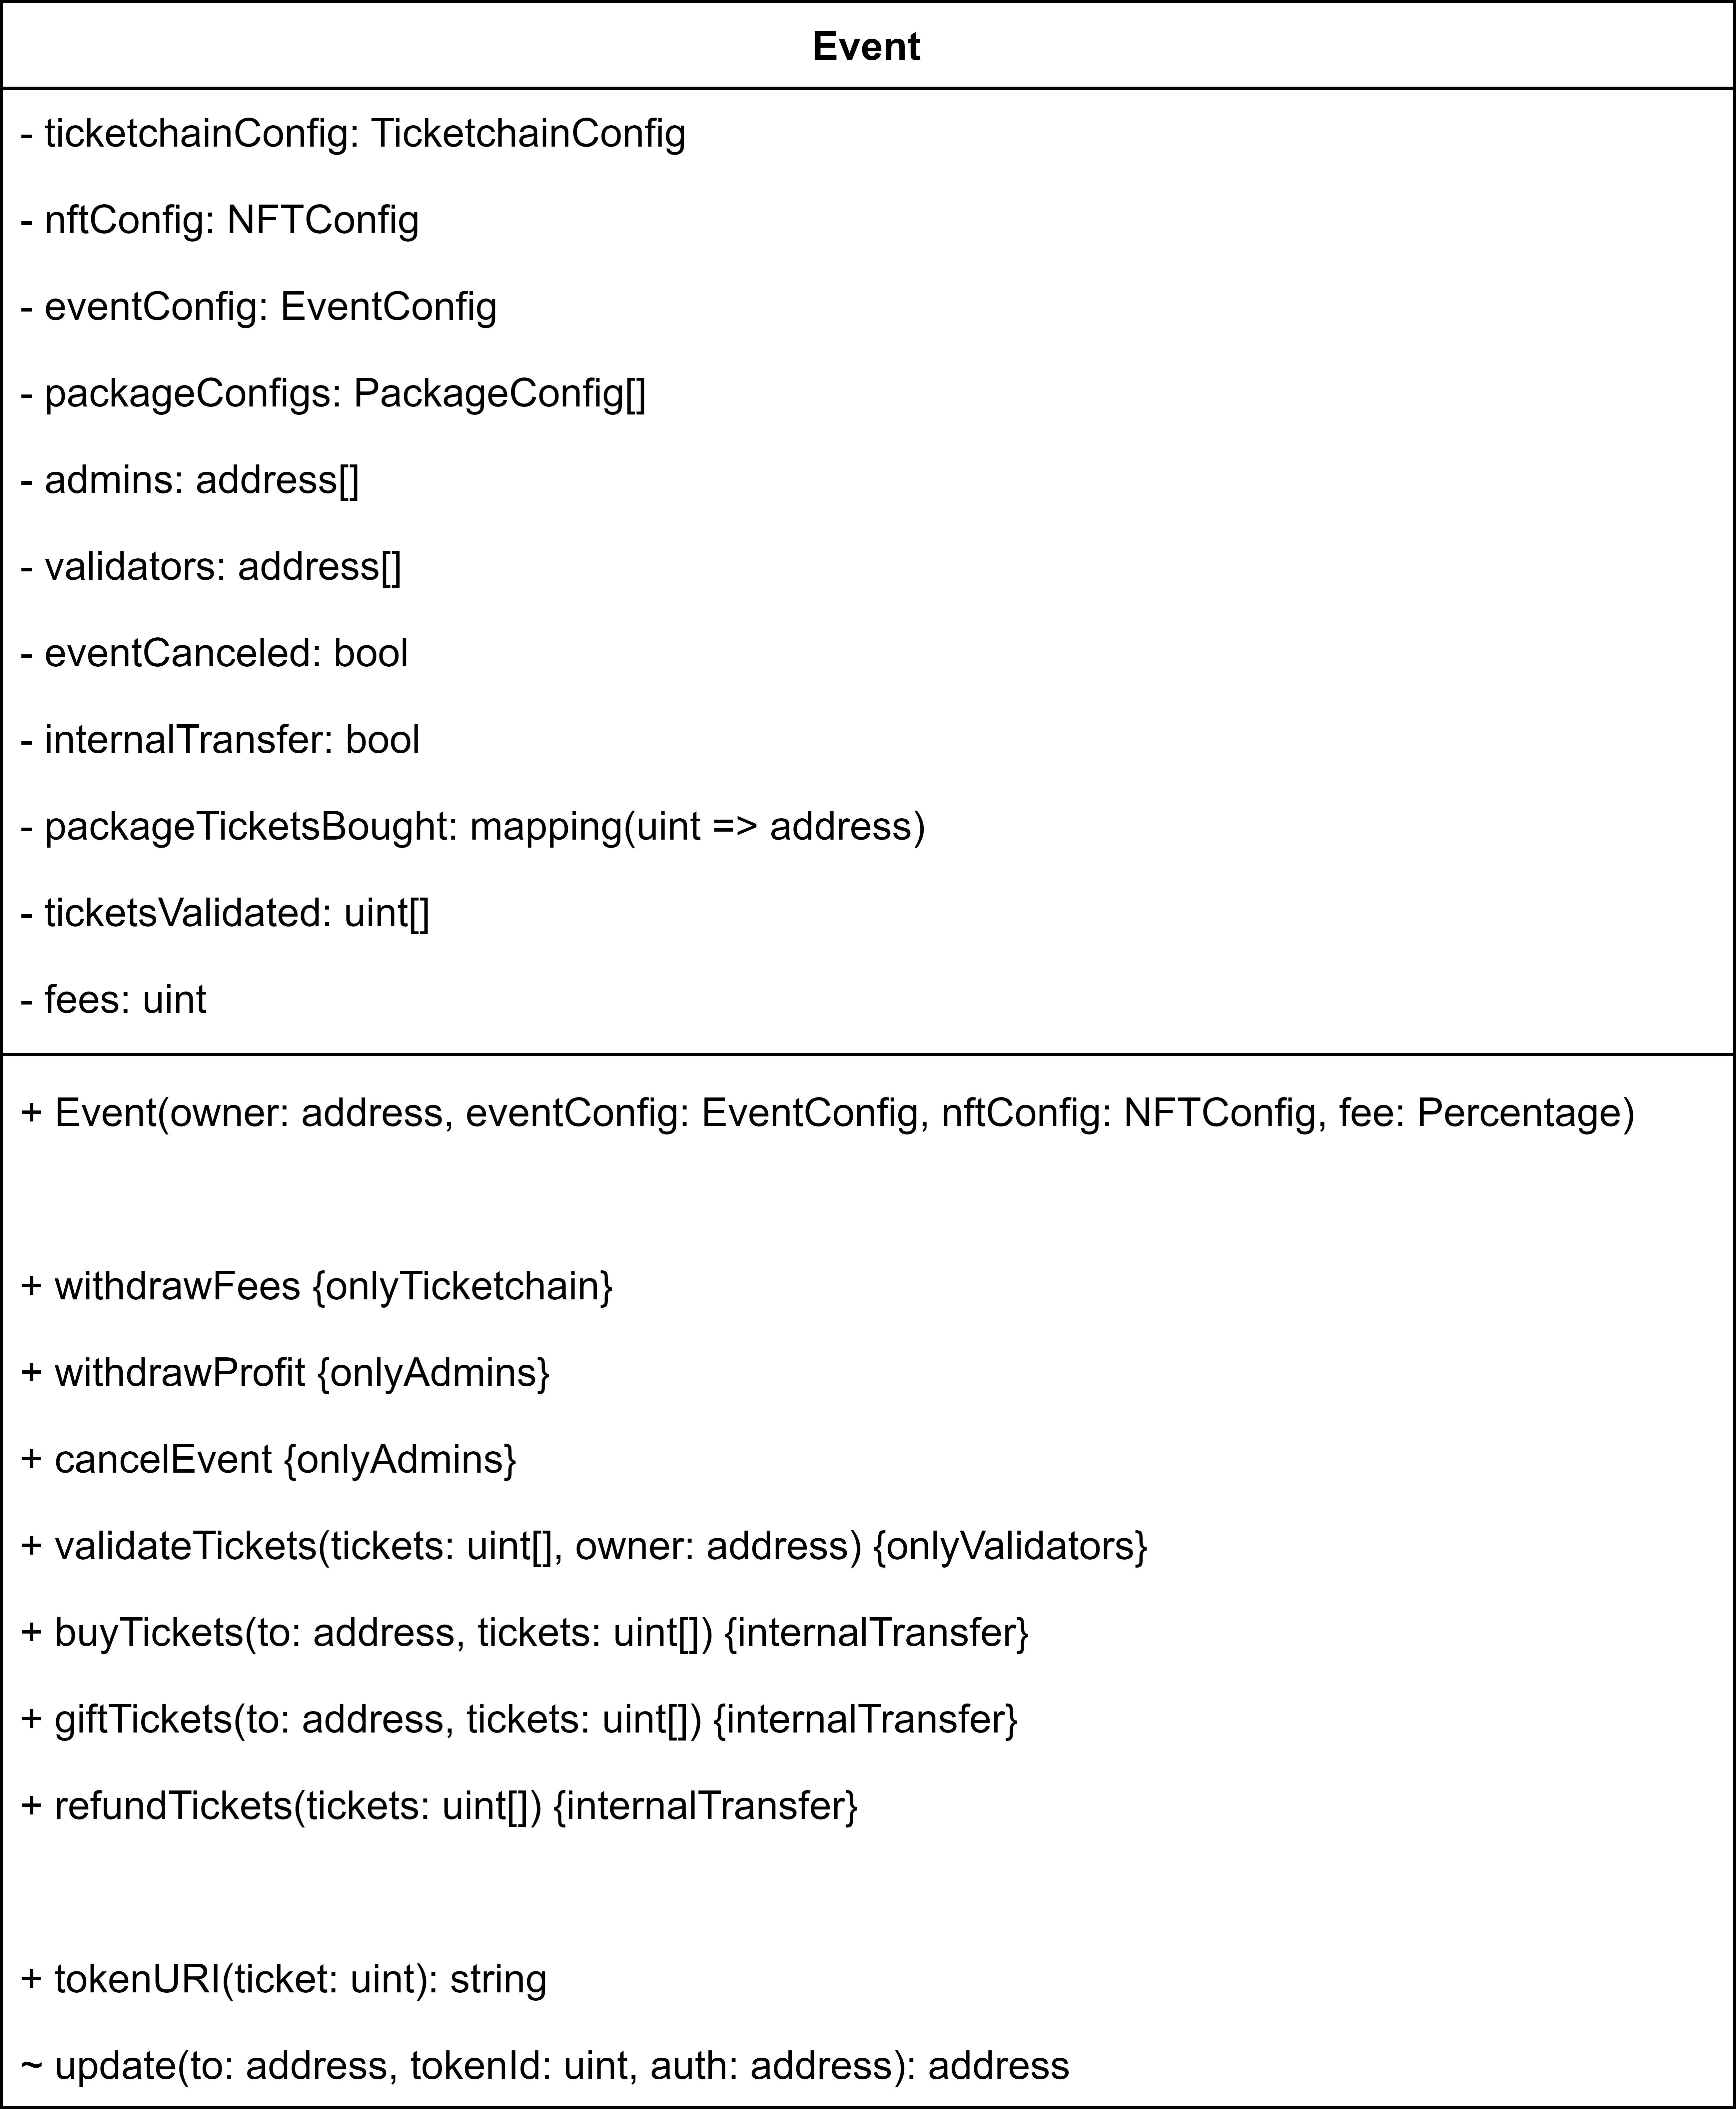 Event
- ticketchainConfig: TicketchainConfig
- nftConfig: NFTConfig
- eventConfig: EventConfig
- packageConfigs: PackageConfig[]
- admins: address[]
- validators: address[]
- eventCanceled: bool
- internalTransfer: bool
- packageTicketsBought: mapping(uint => address)
- ticketsValidated: uint[]
- fees: uint
+ Event(owner: address, eventConfig: EventConfig, nftConfig: NFTConfig, fee: Percentage)
+ withdrawFees {onlyTicketchain}
+ withdrawProfit {onlyAdmins}
+ cancelEvent {onlyAdmins}
+ validateTickets(tickets: uint[], owner: address) {onlyValidators}
+ buyTickets(to: address, tickets: uint[]) {internalTransfer}
+ giftTickets(to: address, tickets: uint[]) {internalTransfer}
+ refundTickets(tickets: uint[]) {internalTransfer}
+ tokenURI(ticket: uint): string
~ update(to: address, tokenId: uint, auth: address): address